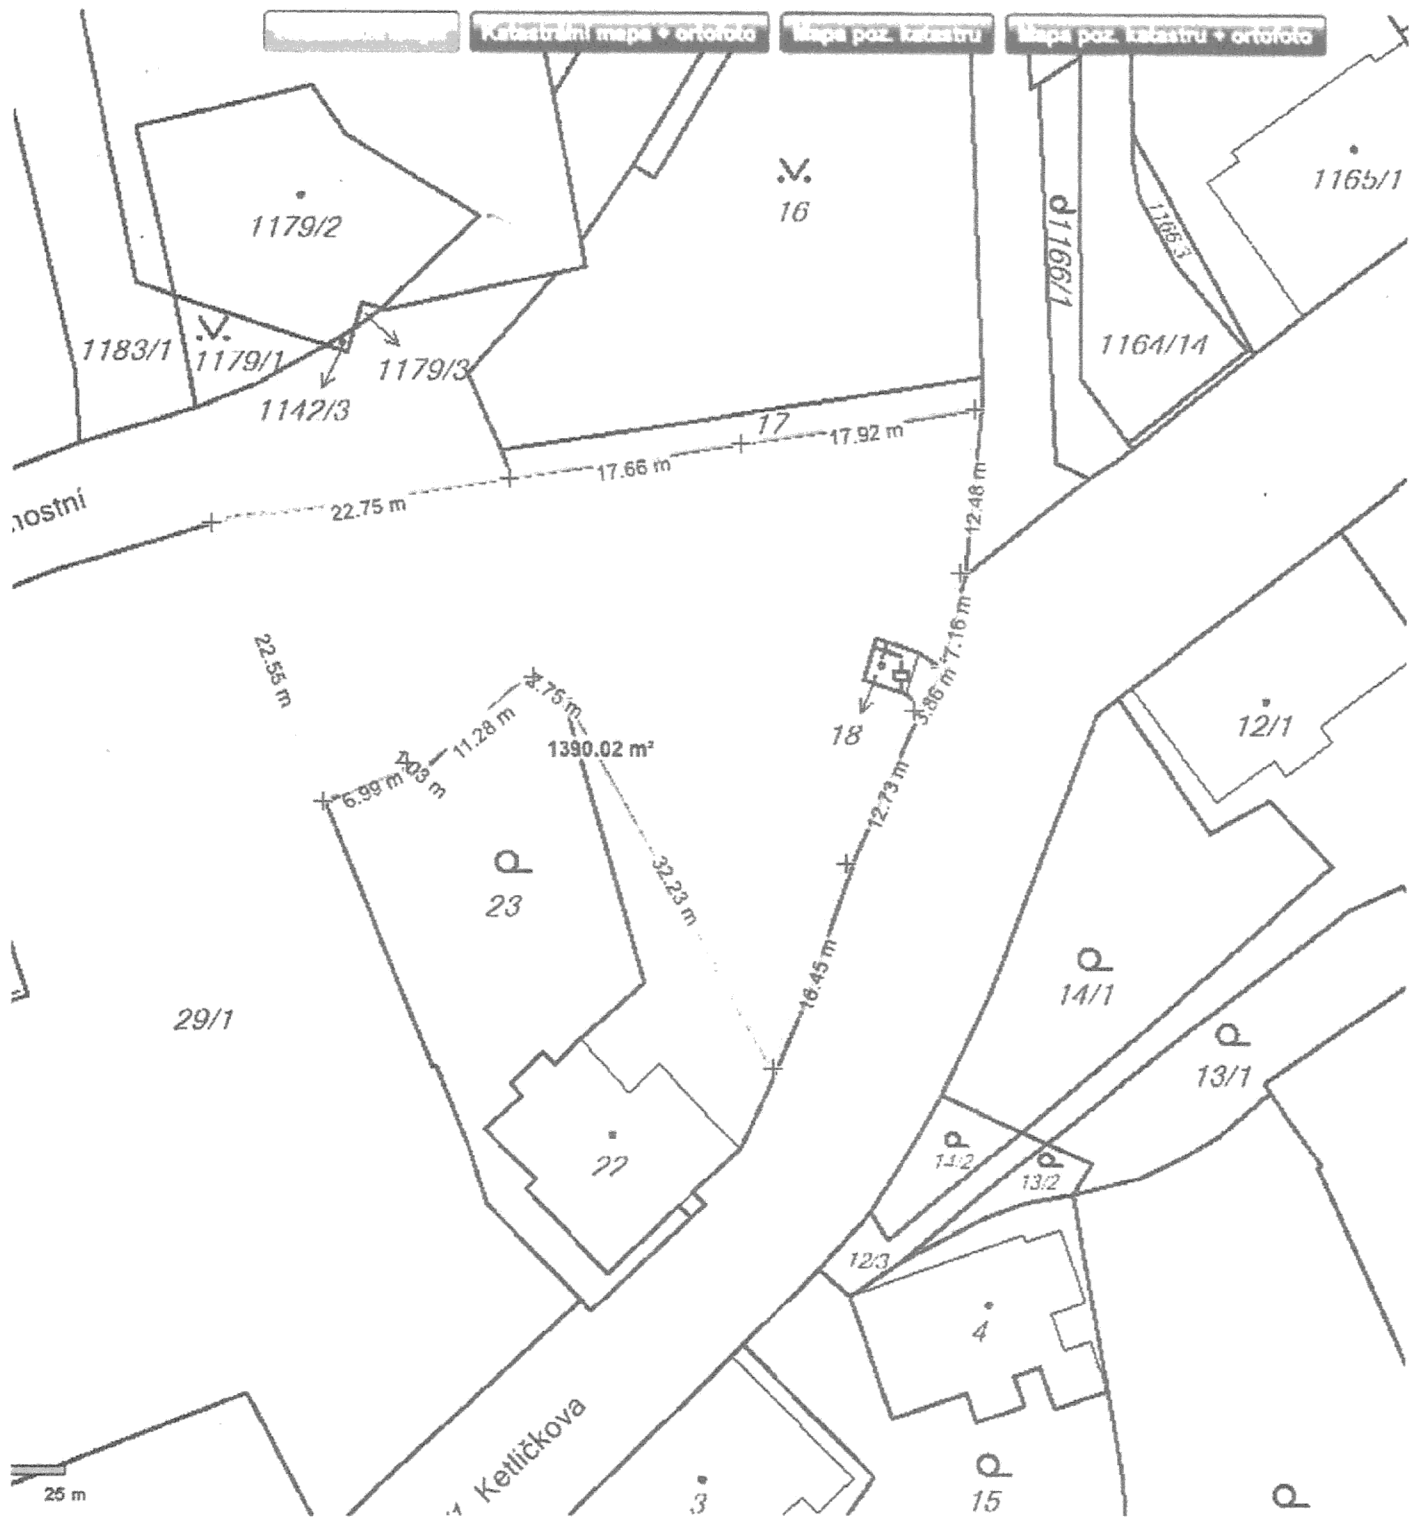 Katastrální mapa + ortofoto
Mapa poz. katastru
Mapa poz. katastru + ortofoto
1165/1
1179/2
16
1166/1
1183/1
1179/1
1179/3
1164/14
1142/3
17
17.92 m
17.66 m
22.75 m
12.48 m
nostní
22.55 m
7.16 m
3.86 m
18
12/1
11.28 m
1390.02 m²
6.99 m
12.73 m
23
32.23 m
16.45 m
14/1
29/1
13/1
22
14/2
13/2
12/3
4
Ketličkova
25 m
3
15